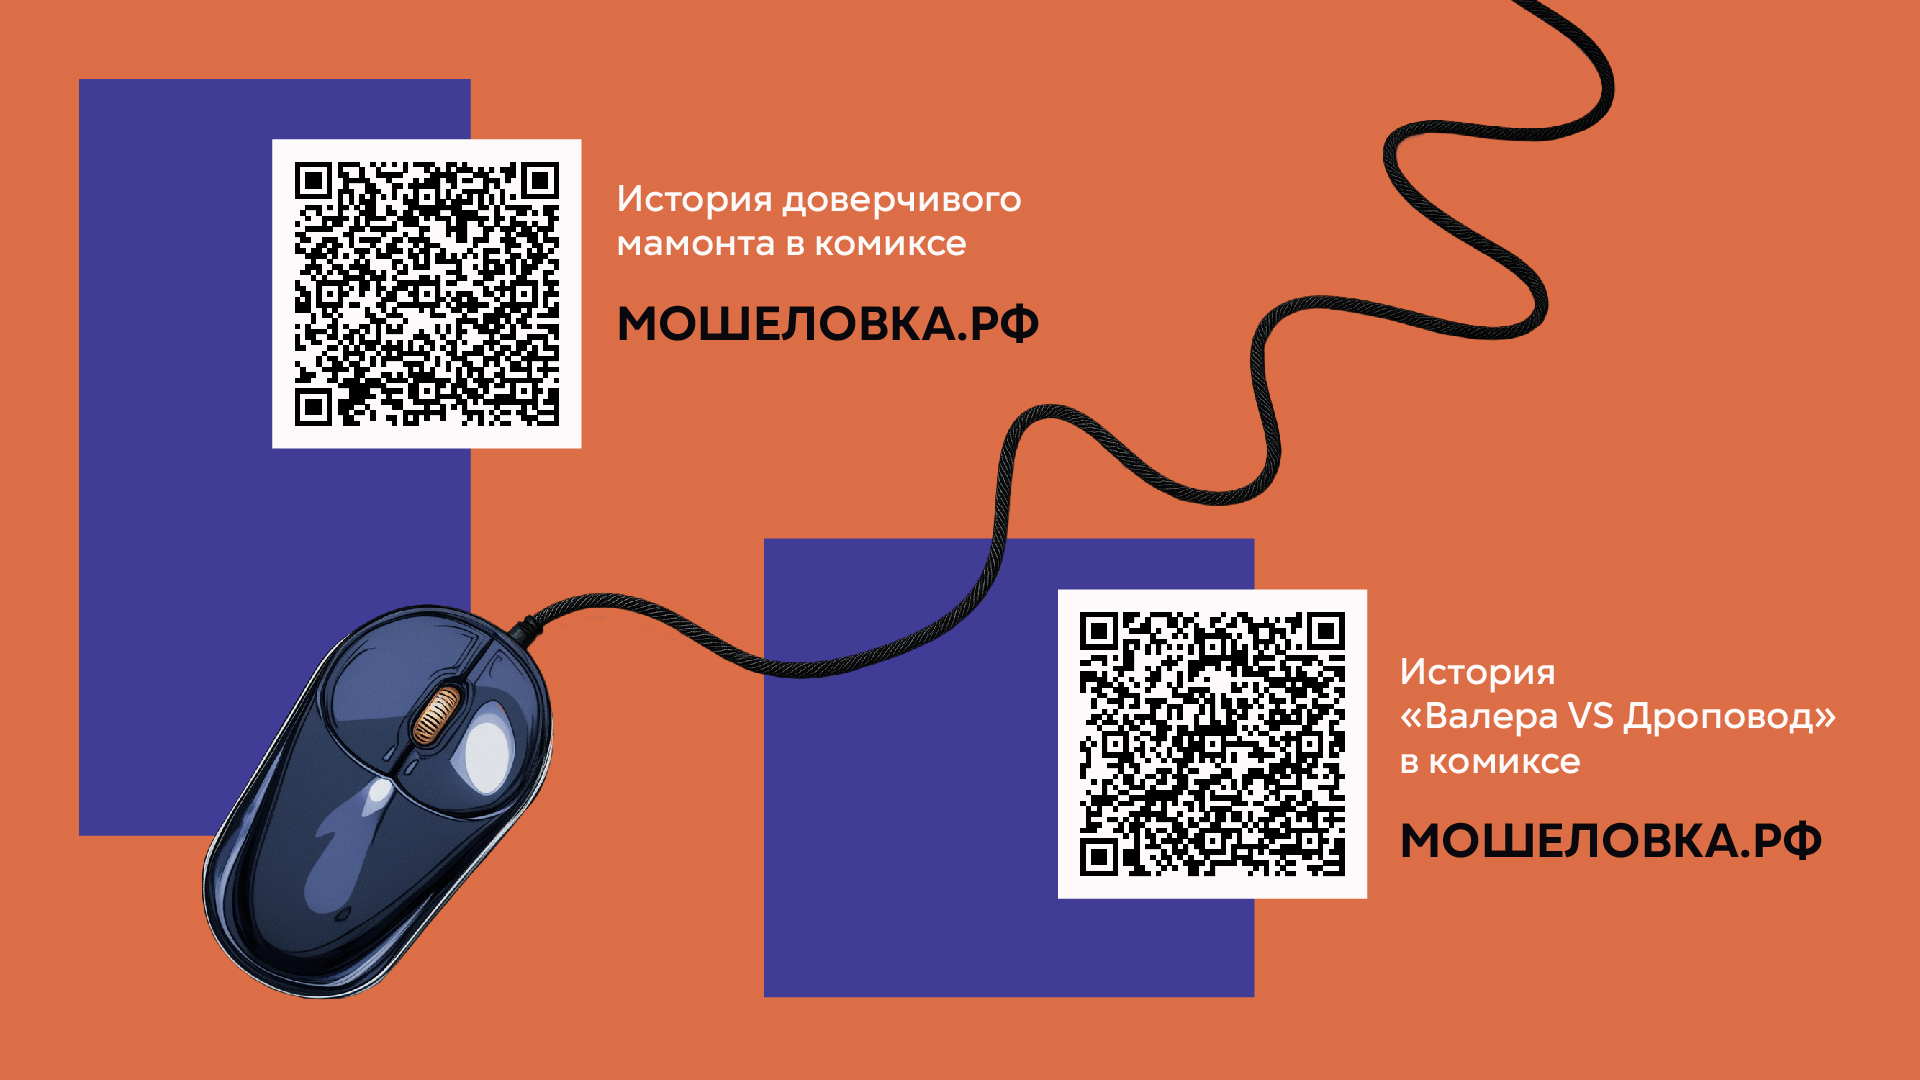 История доверчивого
мамонта в комиксе
МОШЕЛОВКА.РФ
История
«Валера VS Дроповод»
в комиксе
МОШЕЛОВКА.РФ